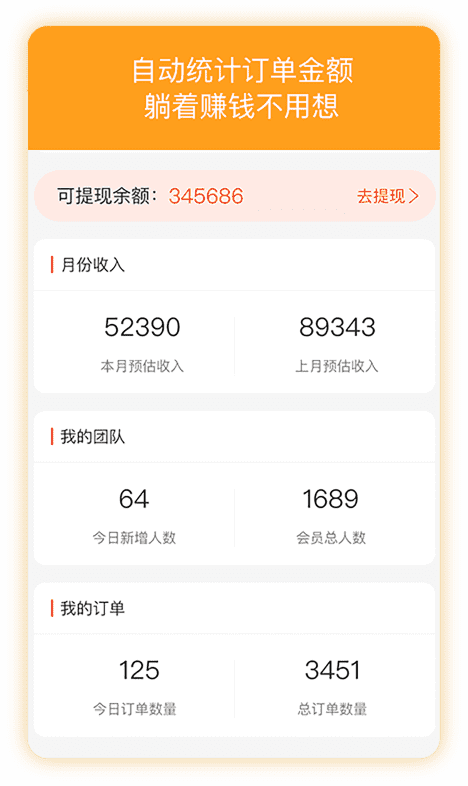 自动统计订单金额
躺着赚钱不用想
可提现余额：345686 去提现
月份收入
52390 89343
本月预估收入 上月预估收入
我的团队
64 1689
今日新增人数 会员总人数
我的订单
125 3451
今日订单数量 总订单数量